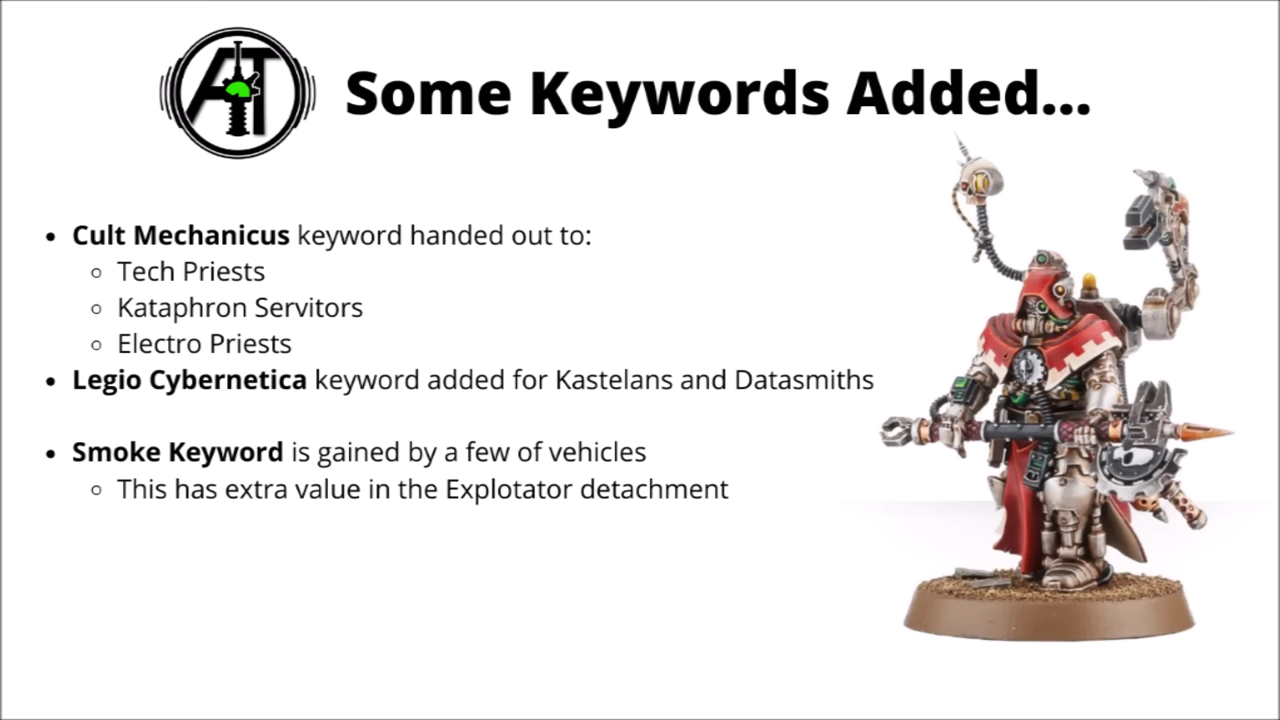 AT
Some Keywords Added...
• Cult Mechanicus keyword handed out to:
○ Tech Priests
○ Kataphron Servitors
○ Electro Priests
• Legio Cybernetica keyword added for Kastelans and Datasmiths
• Smoke Keyword is gained by a few of vehicles
○ This has extra value in the Explotator detachment